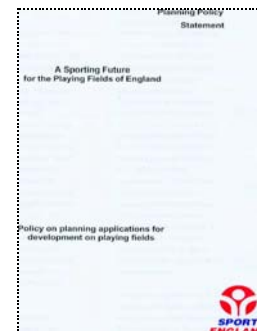 Planning Policy
Statement
A Sporting Future
for the Playing Fields of England
Policy on planning applications for
development on playing fields
SPORT
ENGLAND